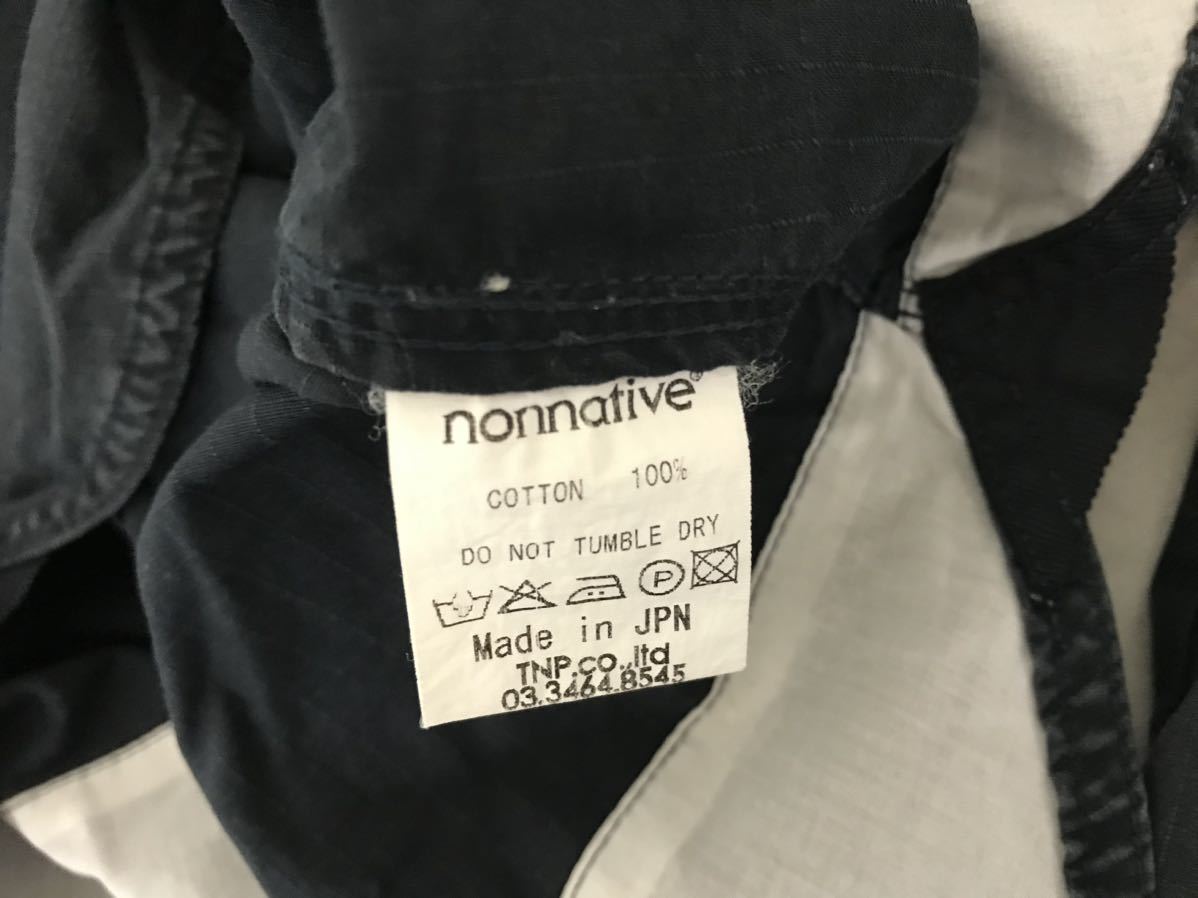 nonnative®
COTTON 100%
DO NOT TUMBLE DRY
P
Made in JPN
TNP.co.,ltd
03.3464.8545